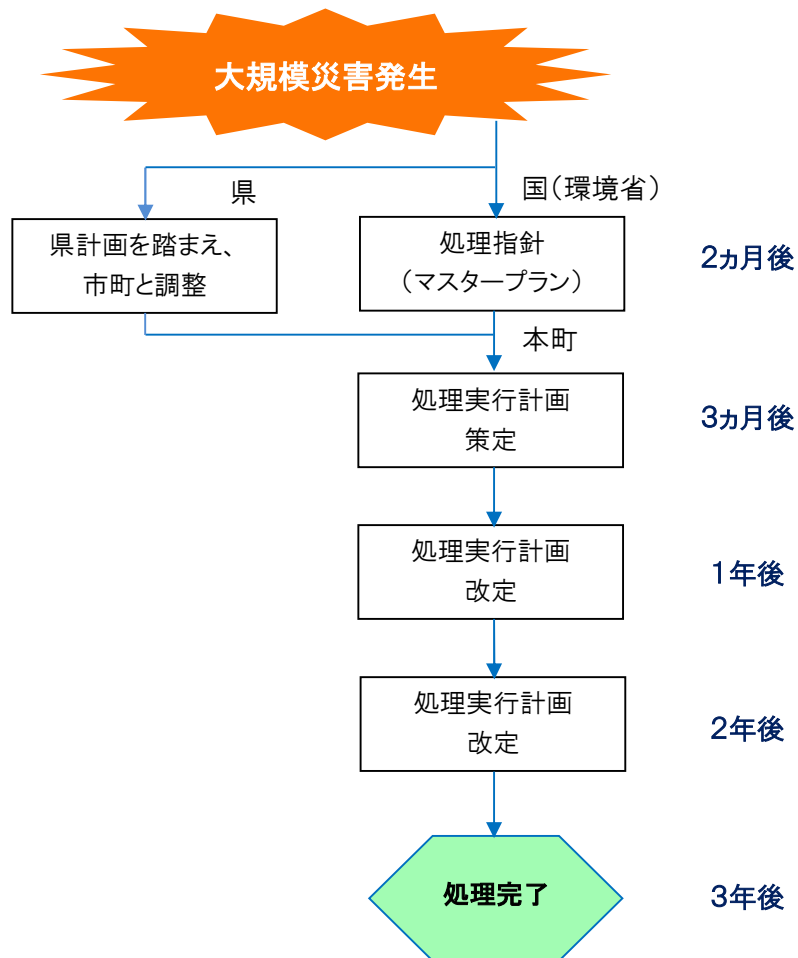 大規模災害発生
県
国(環境省)
県計画を踏まえ、
市町と調整
処理指針
(マスタープラン)
2ヵ月後
本町
処理実行計画
策定
3ヵ月後
処理実行計画
改定
1年後
処理実行計画
改定
2年後
処理完了
3年後